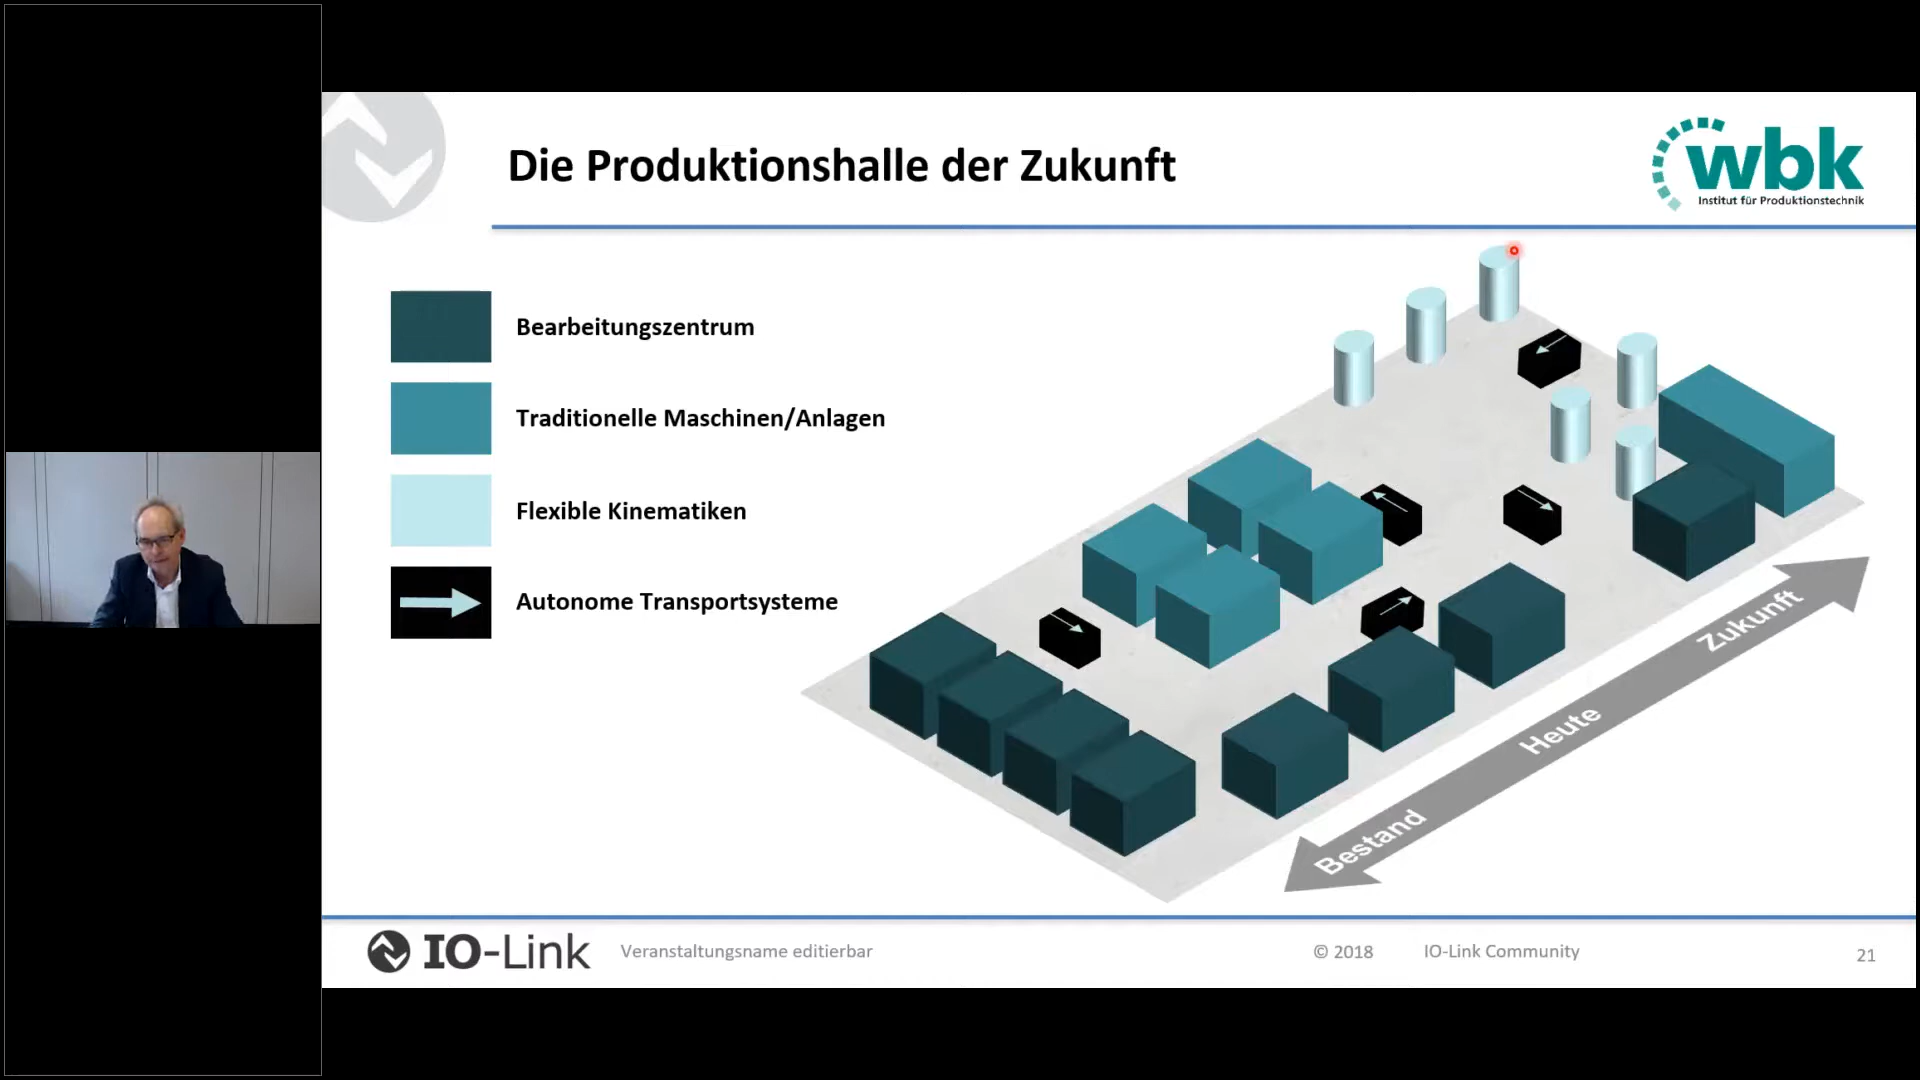 Die Produktionshalle der Zukunft
wbk
Institut für Produktionstechnik
Bearbeitungszentrum
Traditionelle Maschinen/Anlagen
Flexible Kinematiken
Autonome Transportsysteme
Zukunft
Heute
Bestand
IO-Link
Veranstaltungsname editierbar
© 2018
IO-Link Community
21